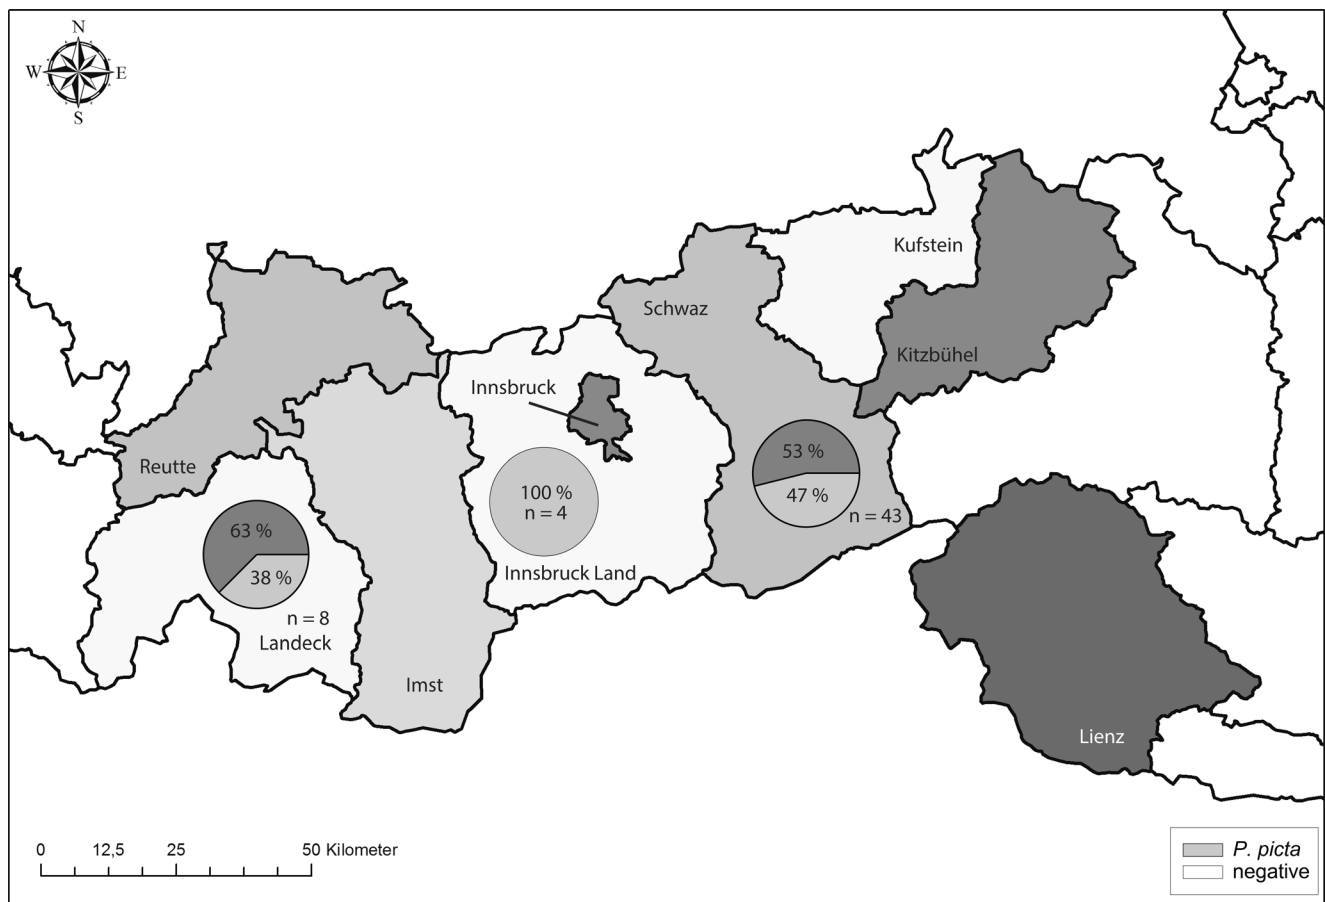 N
W E
S
Kufstein
Schwaz
Kitzbühel
Innsbruck
Reutte
53 %
47 %
n = 43
100 %
n = 4
63 %
38 %
n = 8
Landeck
Innsbruck Land
Imst
Lienz
0 12,5 25 50 Kilometer
P. picta
negative